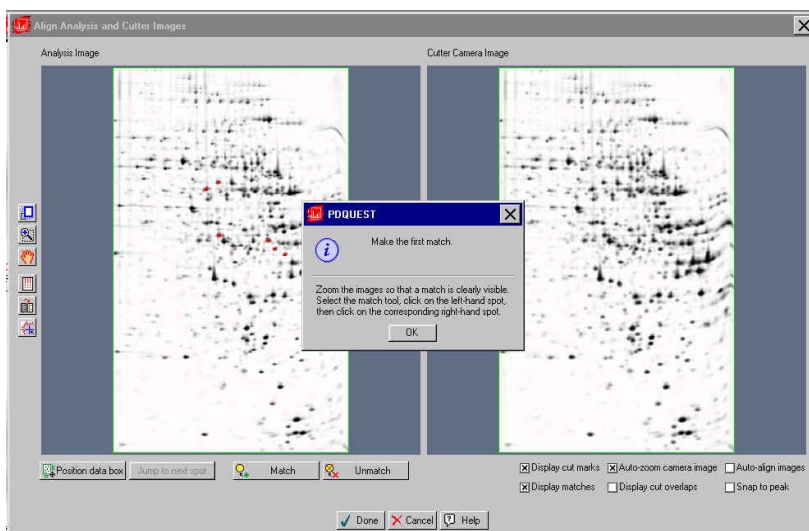 Align Analysis and Cutter Images
Analysis Image
Cutter Camera Image
PDQUEST
Make the first match.
Zoom the images so that a match is clearly visible.
Select the match tool, click on the left-hand spot,
then click on the corresponding right-hand spot.
OK
Position data box
Jump to next spot
Match
Unmatch
Display cut marks
Auto-zoom camera image
Auto-align images
Display matches
Display cut overlaps
Snap to peak
Done
Cancel
Help